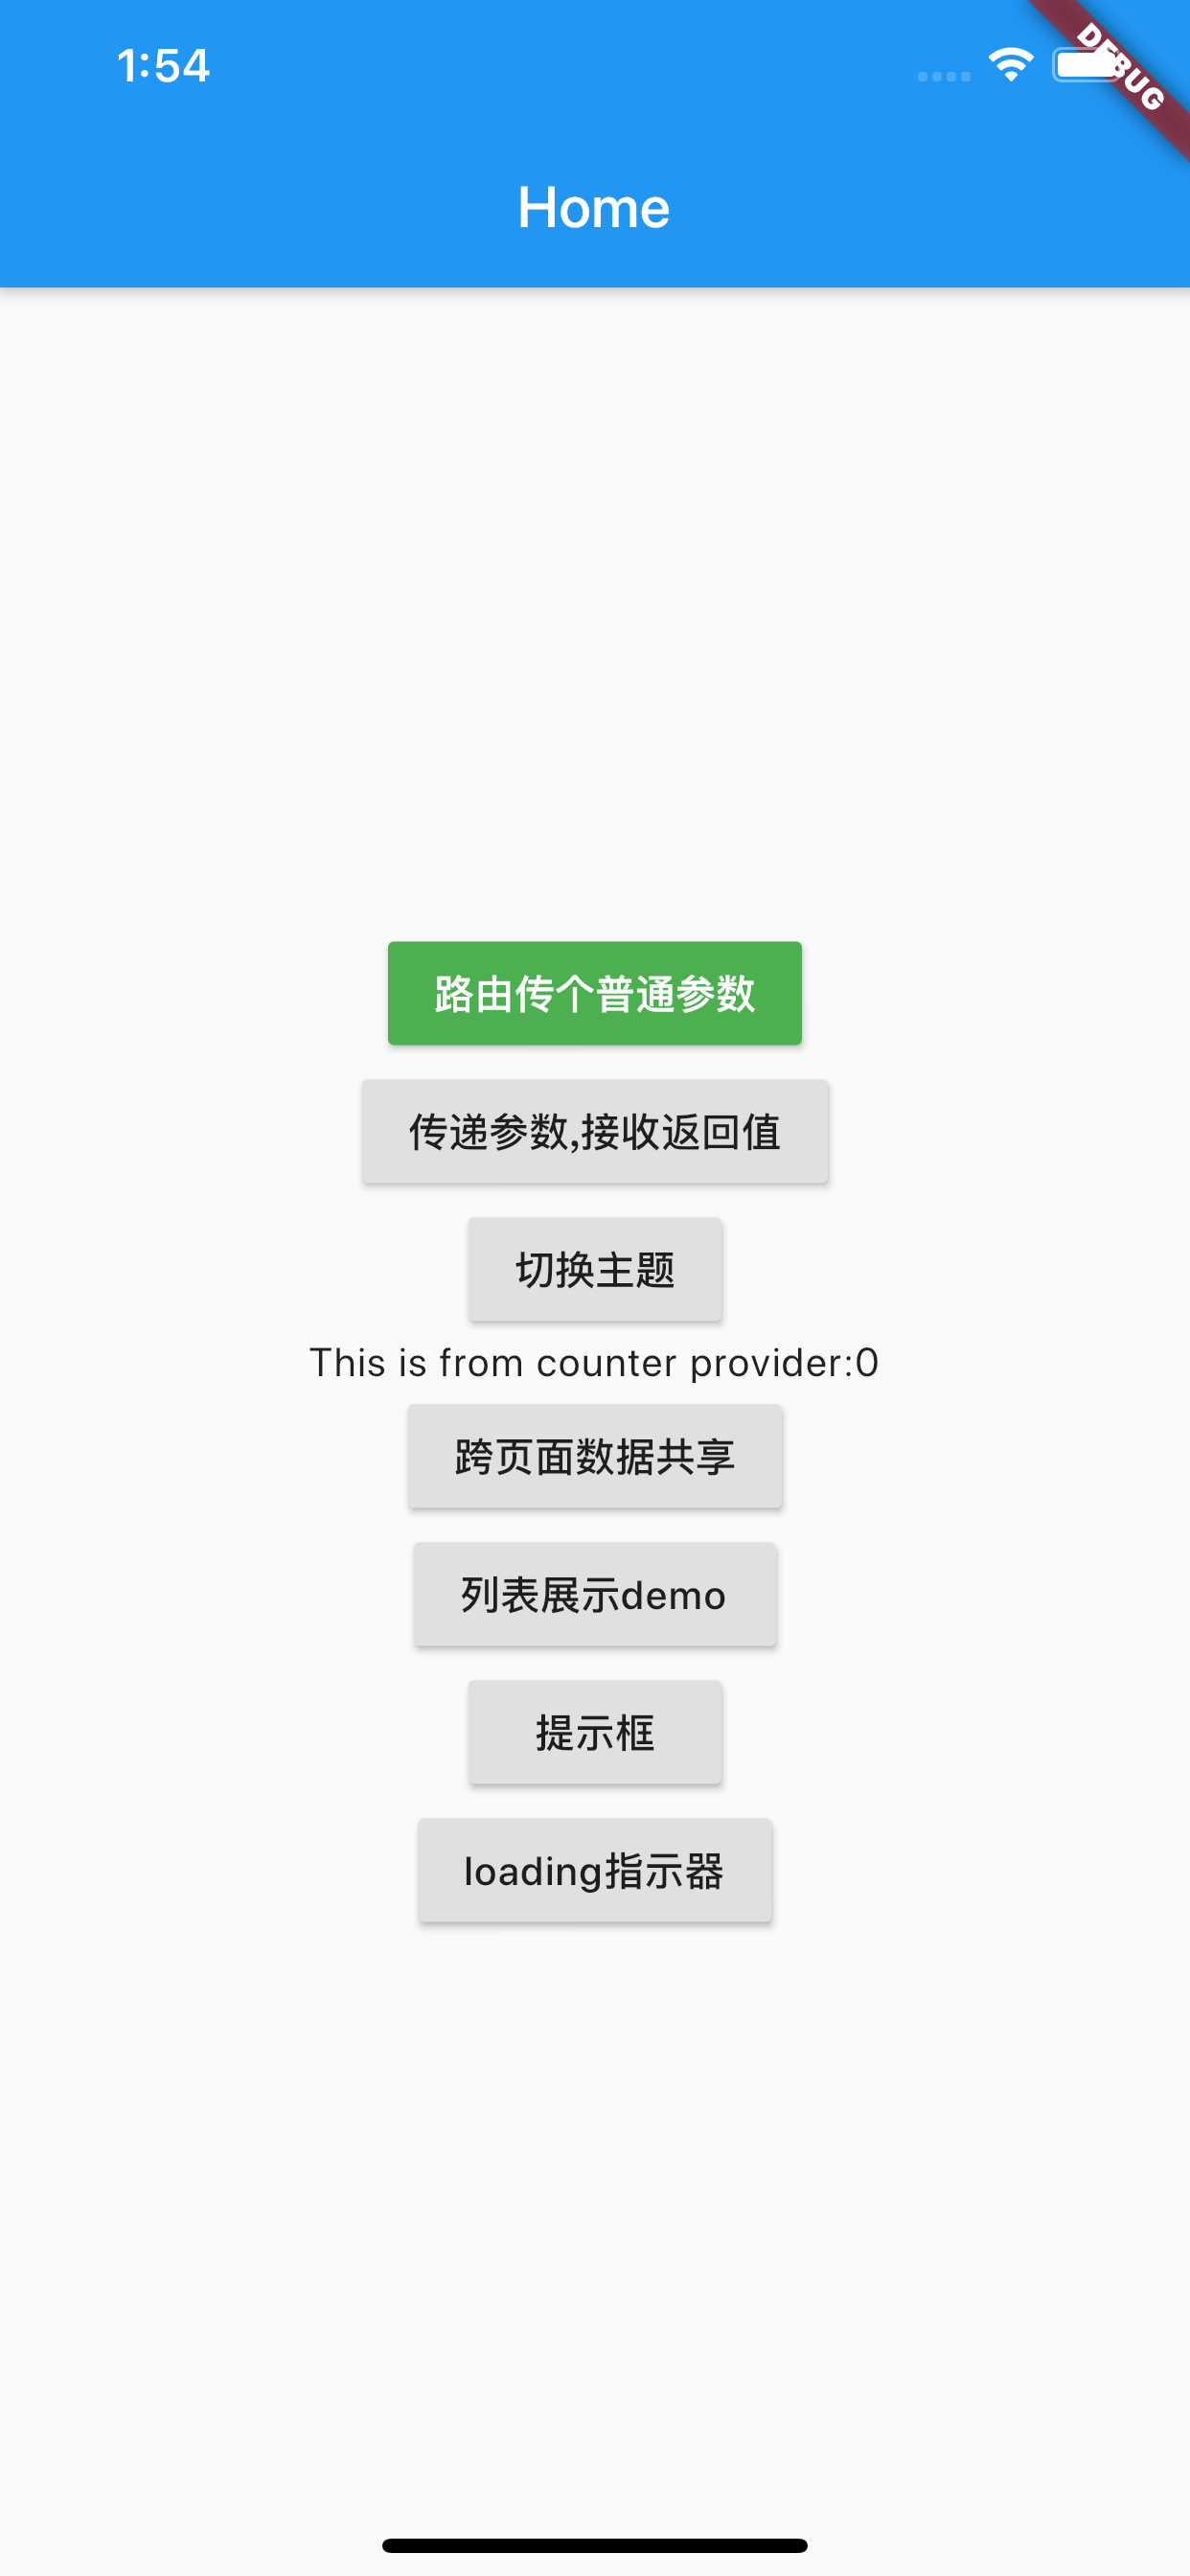 1:54
DEBUG
Home
路由传个普通参数
传递参数,接收返回值
切换主题
This is from counter provider:0
跨页面数据共享
列表展示demo
提示框
loading指示器